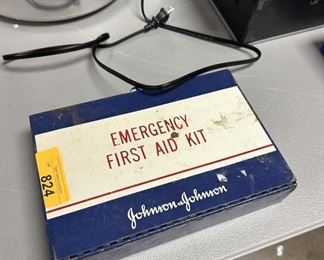 EMERGENCY
FIRST AID KIT
Johnson & Johnson
824